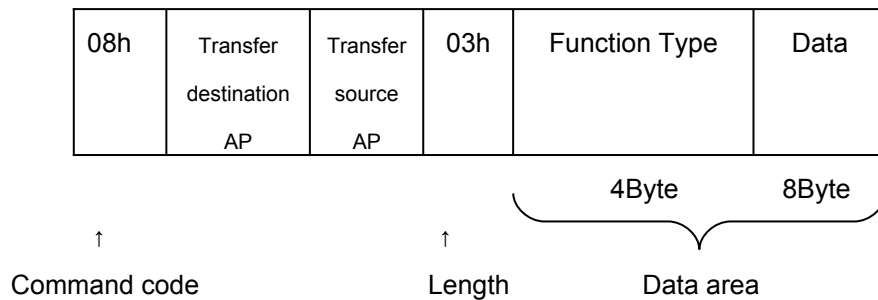 08h Transfer Transfer 03h Function Type Data
destination source
AP AP
4Byte 8Byte
↑ ↑
Command code Length Data area